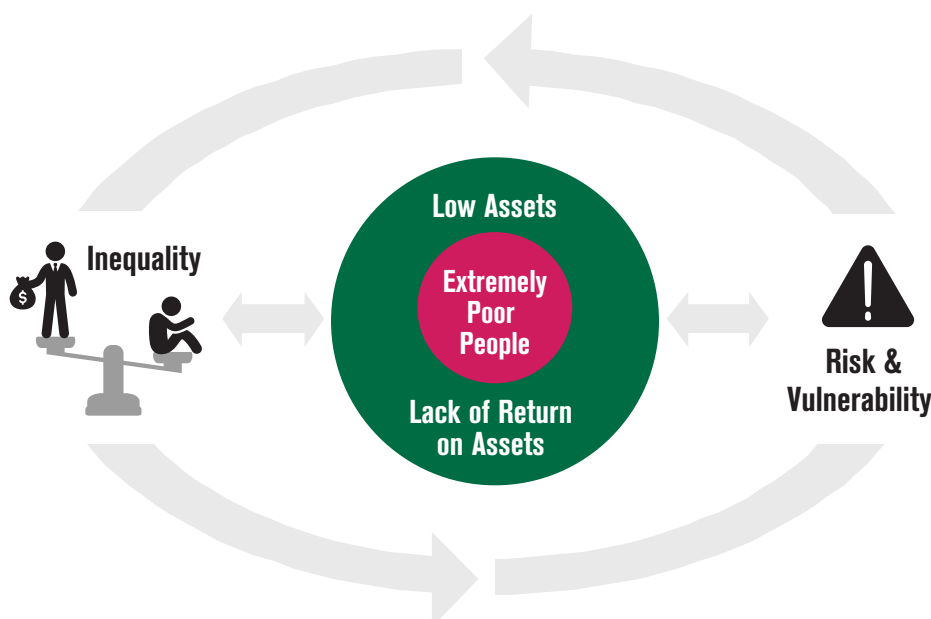 Low Assets
Inequality
$
Extremely
Poor
People
Risk &
Vulnerability
Lack of Return
on Assets